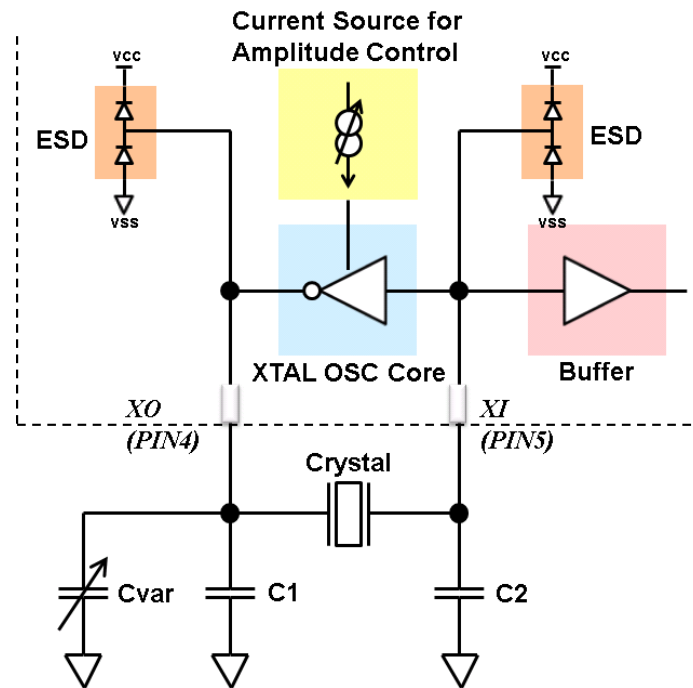 Current Source for
Amplitude Control
vcc
vcc
ESD
ESD
vss
vss
XTAL OSC Core
Buffer
XO
(PIN4)
XI
(PIN5)
Crystal
Cvar
C1
C2